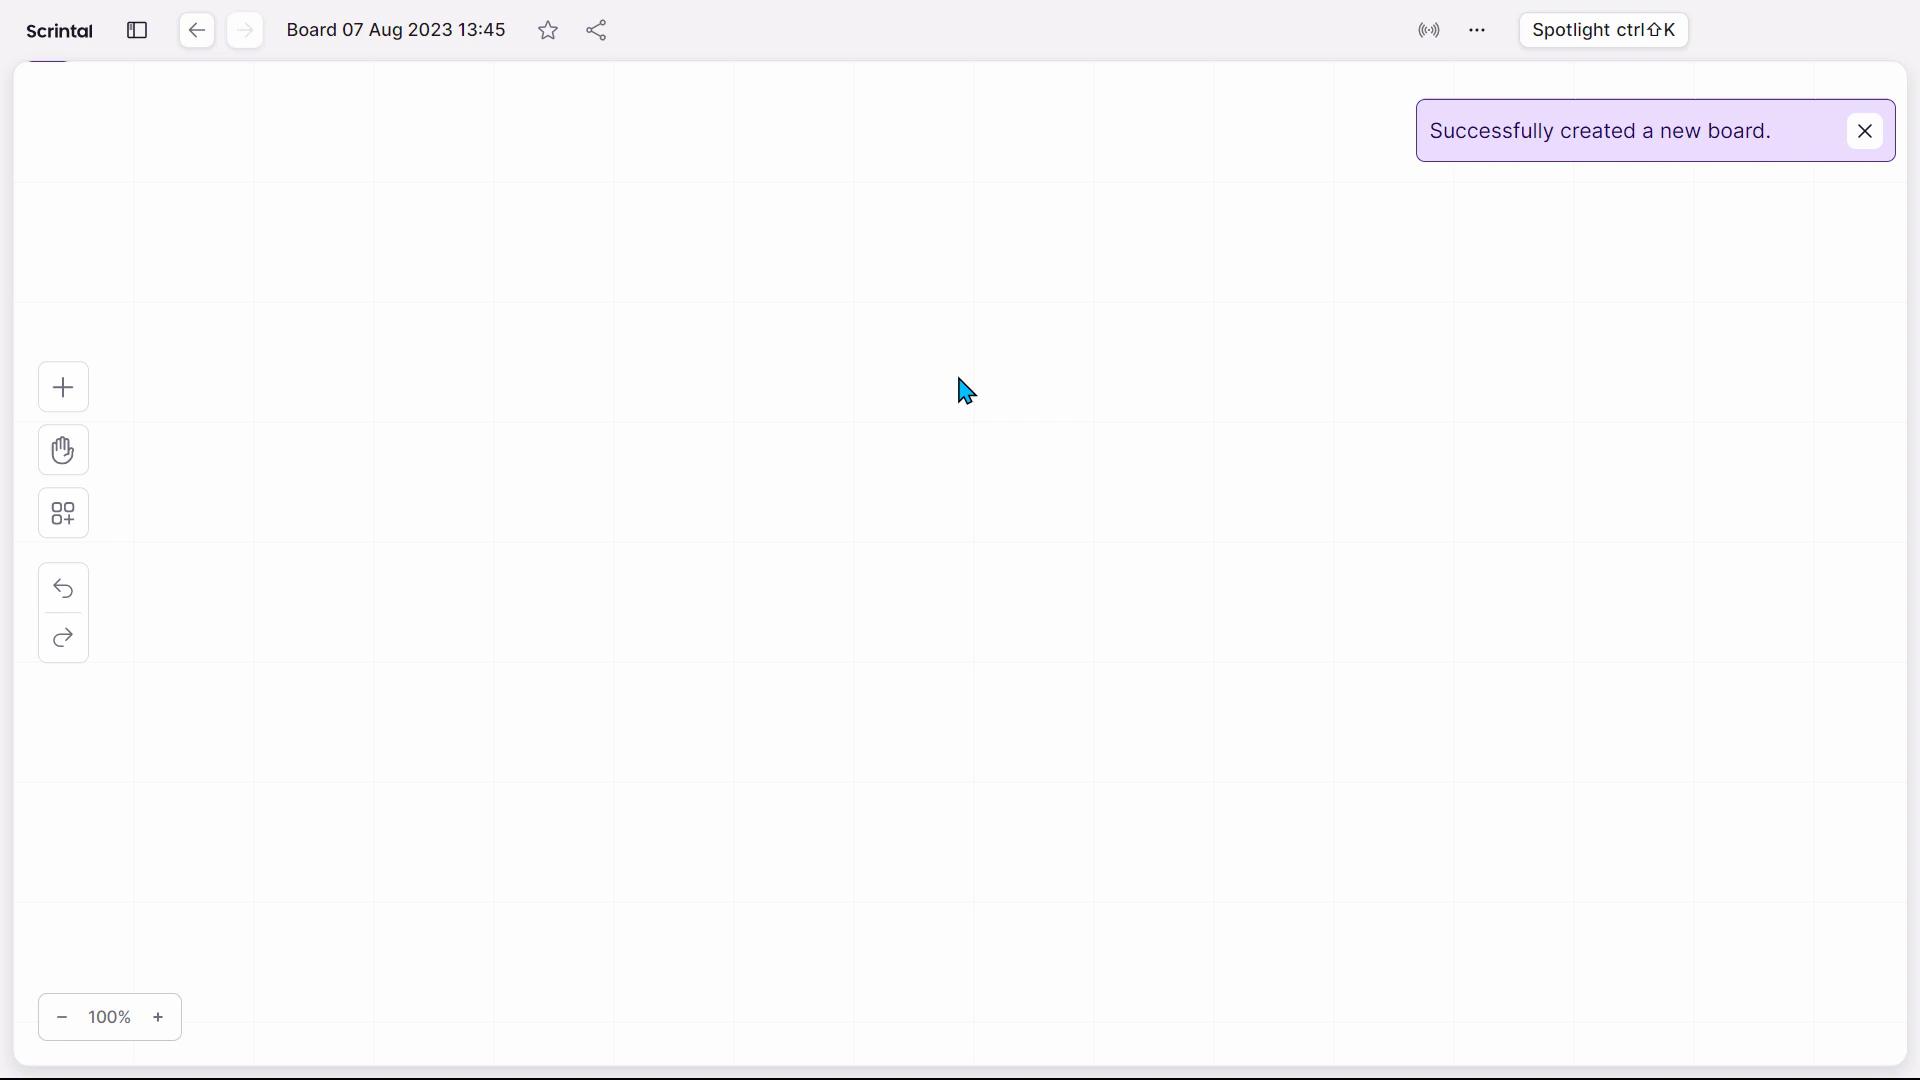 Scrintal
Board 07 Aug 2023 13:45
Spotlight ctrl⇧K
Successfully created a new board.
100%